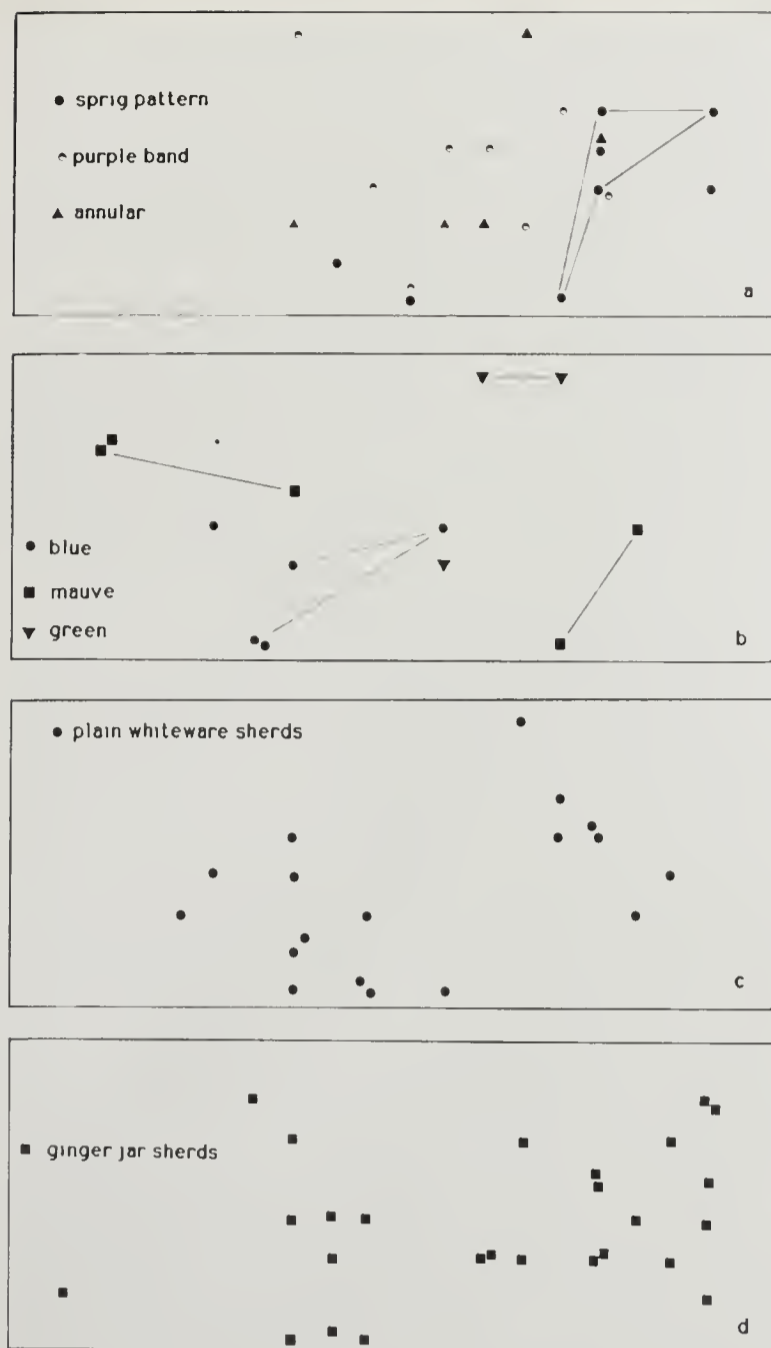 sprig pattern
purple band
annular
a
blue
mauve
green
b
plain whiteware sherds
c
ginger jar sherds
d